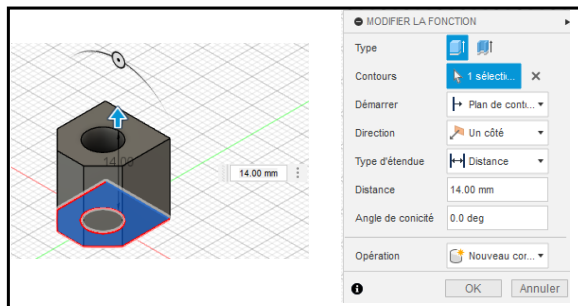 MODIFIER LA FONCTION
Type
Contours
1 sélecti...
Démarrer
Plan de conti...
Direction
Un côté
Type d'étendue
Distance
Distance
14.00 mm
Angle de conicité
0.0 deg
Opération
Nouveau cor...
OK
Annuler
14.00
14.00 mm